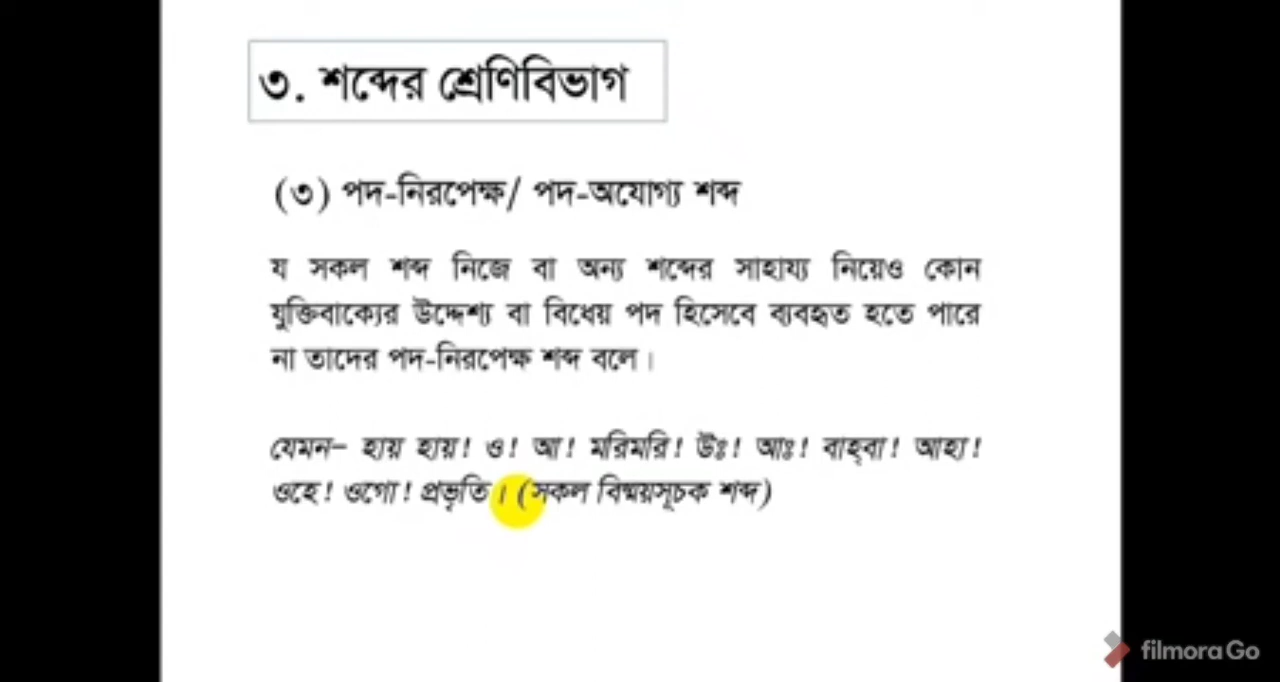 ৩. শব্দের শ্রেণিবিভাগ
(৩) পদ-নিরপেক্ষ/ পদ-অযোগ্য শব্দ
য সকল শব্দ নিজে বা অন্য শব্দের সাহায্য নিয়েও কোন
যুক্তিবাক্যের উদ্দেশ্য বা বিধেয় পদ হিসেবে ব্যবহৃত হতে পারে
না তাদের পদ-নিরপেক্ষ শব্দ বলে।
যেমন- হায় হায়! ও! আ! মরিমরি! উঃ! আঃ! বাহ্বা! আহা!
ওহে! ওগো! প্রভৃতি। (সকল বিষ্ময়সূচক শব্দ)
filmoraGo